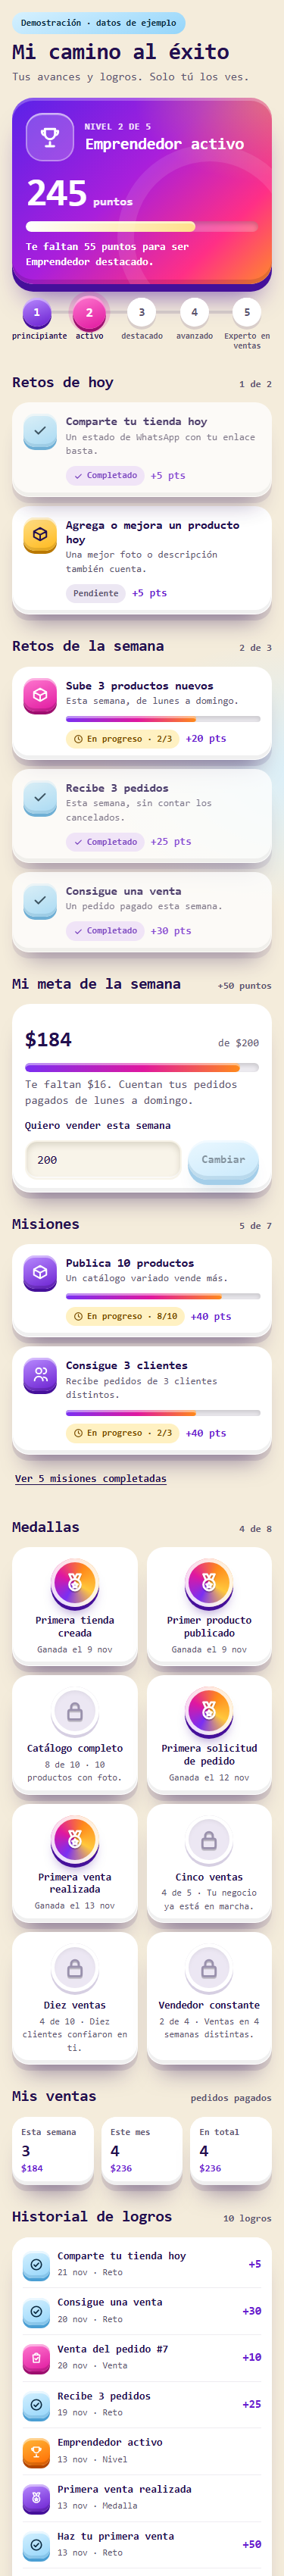 Demostración · datos de ejemplo
Mi camino al éxito
Tus avances y logros. Solo tú los ves.
NIVEL 2 DE 5
Emprendedor activo
245 puntos
Te faltan 55 puntos para ser
Emprendedor destacado.
1 2 3 4 5
principiante activo destacado avanzado Experto en
ventas
Retos de hoy 1 de 2
Comparte tu tienda hoy
Un estado de WhatsApp con tu enlace
basta.
Completado +5 pts
Agrega o mejora un producto
hoy
Una mejor foto o descripción
también cuenta.
Pendiente +5 pts
Retos de la semana 2 de 3
Sube 3 productos nuevos
Esta semana, de lunes a domingo.
En progreso · 2/3 +20 pts
Recibe 3 pedidos
Esta semana, sin contar los
cancelados.
Completado +25 pts
Consigue una venta
Un pedido pagado esta semana.
Completado +30 pts
Mi meta de la semana +50 puntos
$184 de $200
Te faltan $16. Cuentan tus pedidos
pagados de lunes a domingo.
Quiero vender esta semana
200 Cambiar
Misiones 5 de 7
Publica 10 productos
Un catálogo variado vende más.
En progreso · 8/10 +40 pts
Consigue 3 clientes
Recibe pedidos de 3 clientes
distintos.
En progreso · 2/3 +40 pts
Ver 5 misiones completadas
Medallas 4 de 8
Primera tienda
creada
Ganada el 9 nov
Primer producto
publicado
Ganada el 9 nov
Catálogo completo
8 de 10 · 10
productos con foto.
Primera solicitud
de pedido
Ganada el 12 nov
Primera venta
realizada
Ganada el 13 nov
Cinco ventas
4 de 5 · Tu negocio
ya está en marcha.
Diez ventas
4 de 10 · Diez
clientes confiaron en
ti.
Vendedor constante
2 de 4 · Ventas en 4
semanas distintas.
Mis ventas pedidos pagados
Esta semana
3
$184
Este mes
4
$236
En total
4
$236
Historial de logros 10 logros
Comparte tu tienda hoy
21 nov · Reto +5
Consigue una venta
20 nov · Reto +30
Venta del pedido #7
20 nov · Venta +10
Recibe 3 pedidos
19 nov · Reto +25
Emprendedor activo
13 nov · Nivel
Primera venta realizada
13 nov · Medalla
Haz tu primera venta
13 nov · Reto +50